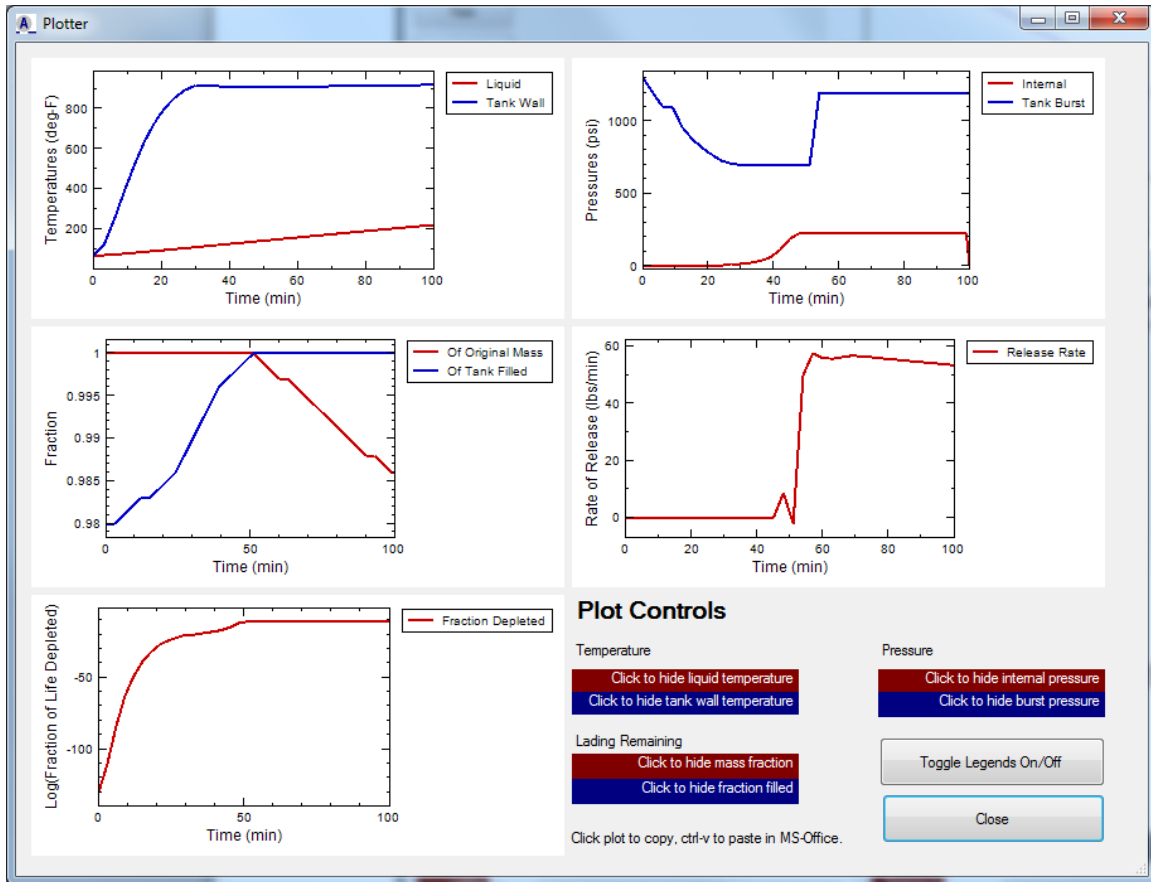 Plotter
Temperatures (deg-F)
800
600
400
200
0
20
40
60
80
100
Time (min)
Liquid
Tank Wall
Pressures (psi)
1000
500
0
0
20
40
60
80
100
Time (min)
Internal
Tank Burst
Fraction
1
0.995
0.99
0.985
0.98
0
50
100
Time (min)
Of Original Mass
Of Tank Filled
Rate of Release (lbs/min)
60
40
20
0
0
20
40
60
80
100
Time (min)
Release Rate
Log(Fraction of Life Depleted)
-50
-100
0
50
100
Time (min)
Fraction Depleted
Plot Controls
Temperature
Click to hide liquid temperature
Click to hide tank wall temperature
Pressure
Click to hide internal pressure
Click to hide burst pressure
Lading Remaining
Click to hide mass fraction
Click to hide fraction filled
Toggle Legends On/Off
Close
Click plot to copy, ctrl-v to paste in MS-Office.